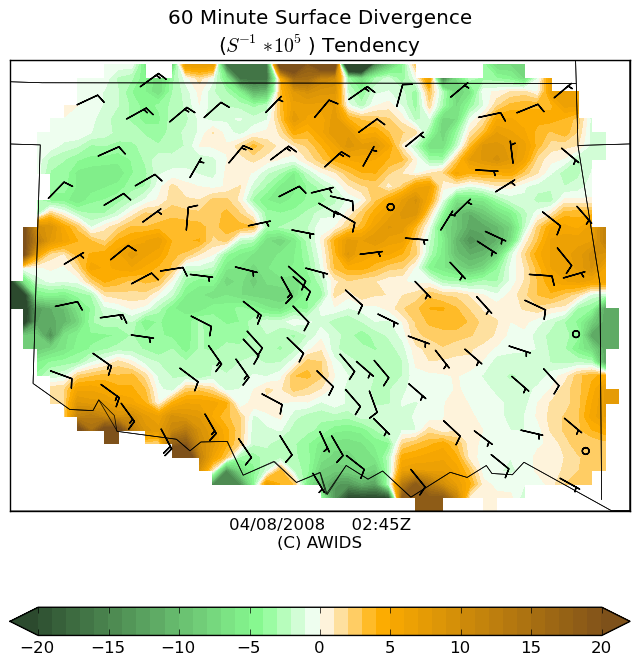 60 Minute Surface Divergence
(S⁻¹ ∗ 10⁵ ) Tendency
04/08/2008 02:45Z
(C) AWIDS
−20 −15 −10 −5 0 5 10 15 20